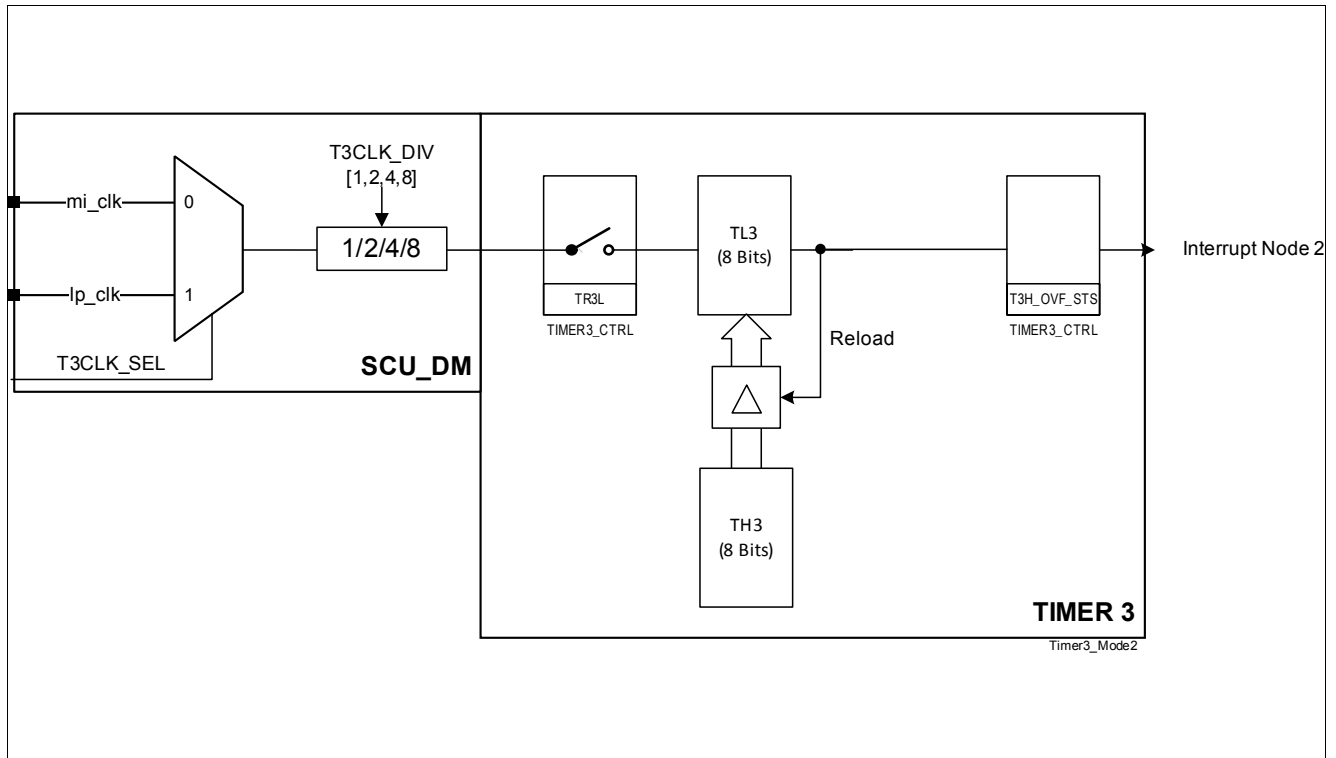 T3CLK_DIV
[1,2,4,8]
mi_clk
0
1/2/4/8
lp_clk
1
T3CLK_SEL
SCU_DM
TR3L
TIMER3_CTRL
TL3
(8 Bits)
Reload
TH3
(8 Bits)
T3H_OVF_STS
TIMER3_CTRL
Interrupt Node 2
TIMER 3
Timer3_Mode2